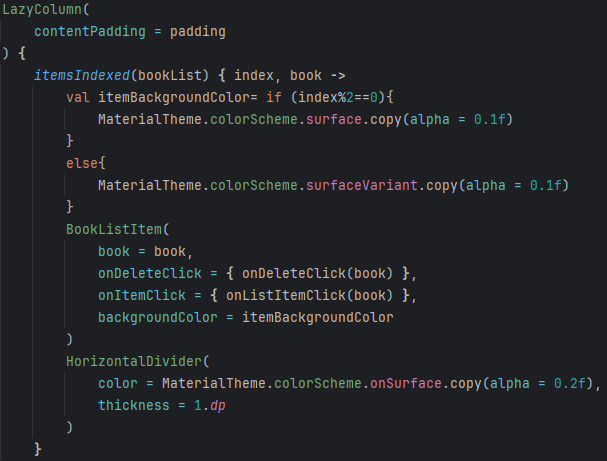 LazyColumn(
    contentPadding = padding
) {
    itemsIndexed(bookList) { index, book ->
        val itemBackgroundColor= if (index%2==0){
            MaterialTheme.colorScheme.surface.copy(alpha = 0.1f)
        }
        else{
            MaterialTheme.colorScheme.surfaceVariant.copy(alpha = 0.1f)
        }
        BookListItem(
            book = book,
            onDeleteClick = { onDeleteClick(book) },
            onItemClick = { onListItemClick(book) },
            backgroundColor = itemBackgroundColor
        )
        HorizontalDivider(
            color = MaterialTheme.colorScheme.onSurface.copy(alpha = 0.2f),
            thickness = 1.dp
        )
    }